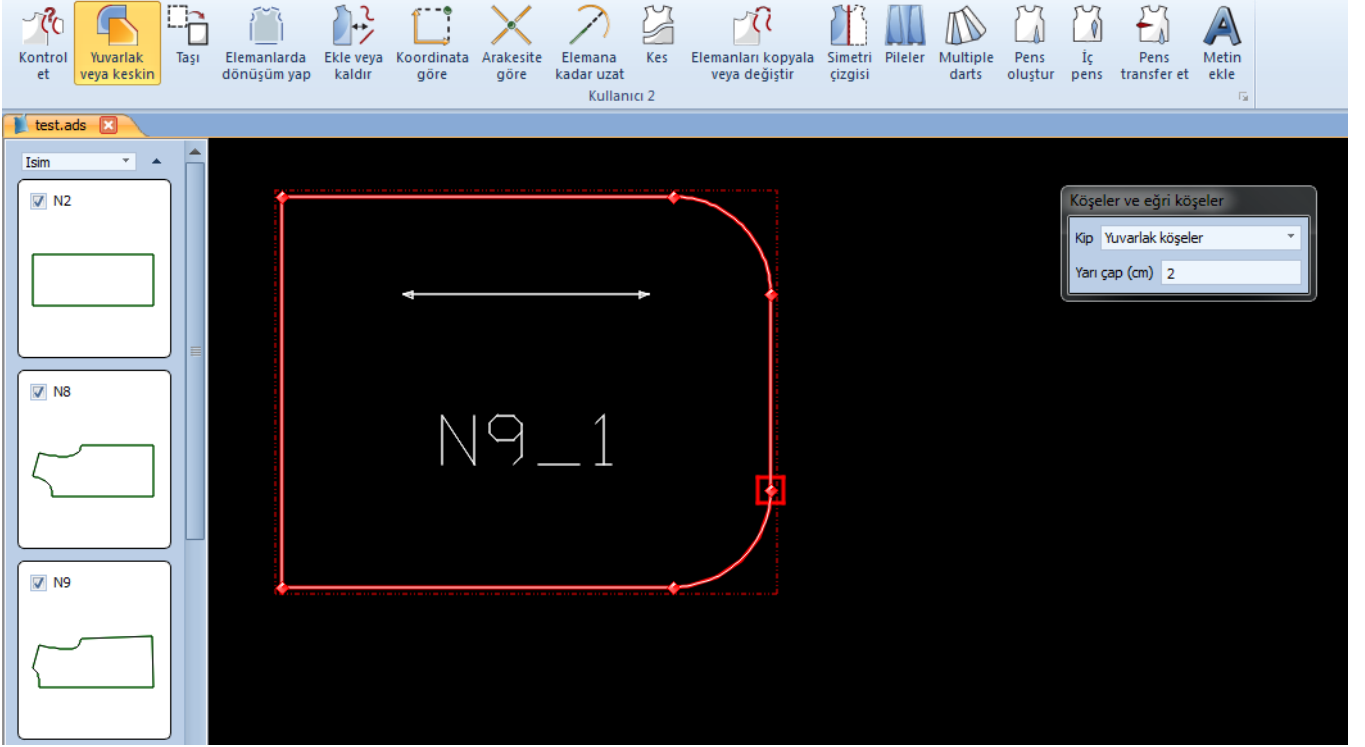 Kontrol et
Yuvarlak veya keskin
Taşı
Elemanlarda dönüşüm yap
Ekle veya kaldır
Koordinata göre
Arakesite göre
Elemana kadar uzat
Kes
Elemanları kopyala veya değiştir
Simetri çizgisi
Pileler
Multiple darts
Pens oluştur
İç pens
Pens transfer et
Metin ekle
Kullanıcı 2
test.ads
Isim
N2
N8
N9
N9_1
Köşeler ve eğri köşeler
Kip Yuvarlak köşeler
Yarı çap (cm) 2